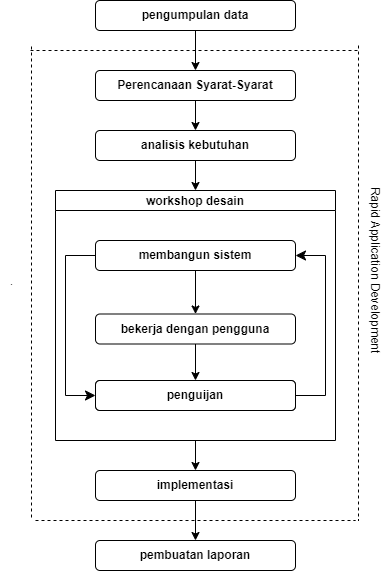 pengumpulan data
Perencanaan Syarat-Syarat
analisis kebutuhan
workshop desain
membangun sistem
bekerja dengan pengguna
penguijan
implementasi
pembuatan laporan
Rapid Application Development